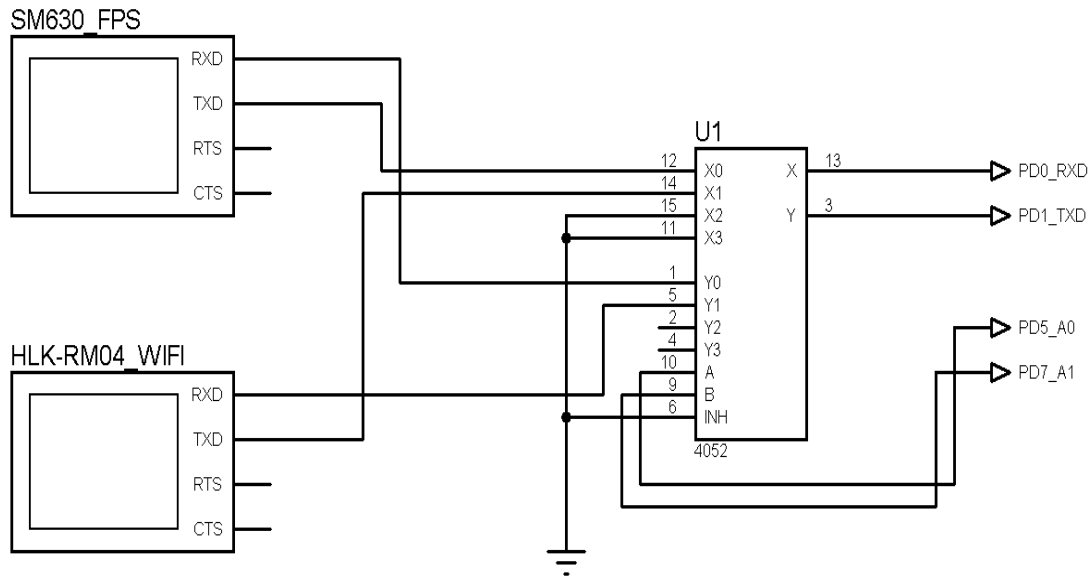 SM630_FPS
RXD
TXD
RTS
CTS
HLK-RM04_WIFI
RXD
TXD
RTS
CTS
U1
12 X0 X 13
14 X1
15 X2 Y 3
11 X3
1 Y0
5 Y1
2 Y2
4 Y3
10 A
9 B
6 INH
4052
PD0_RXD
PD1_TXD
PD5_A0
PD7_A1